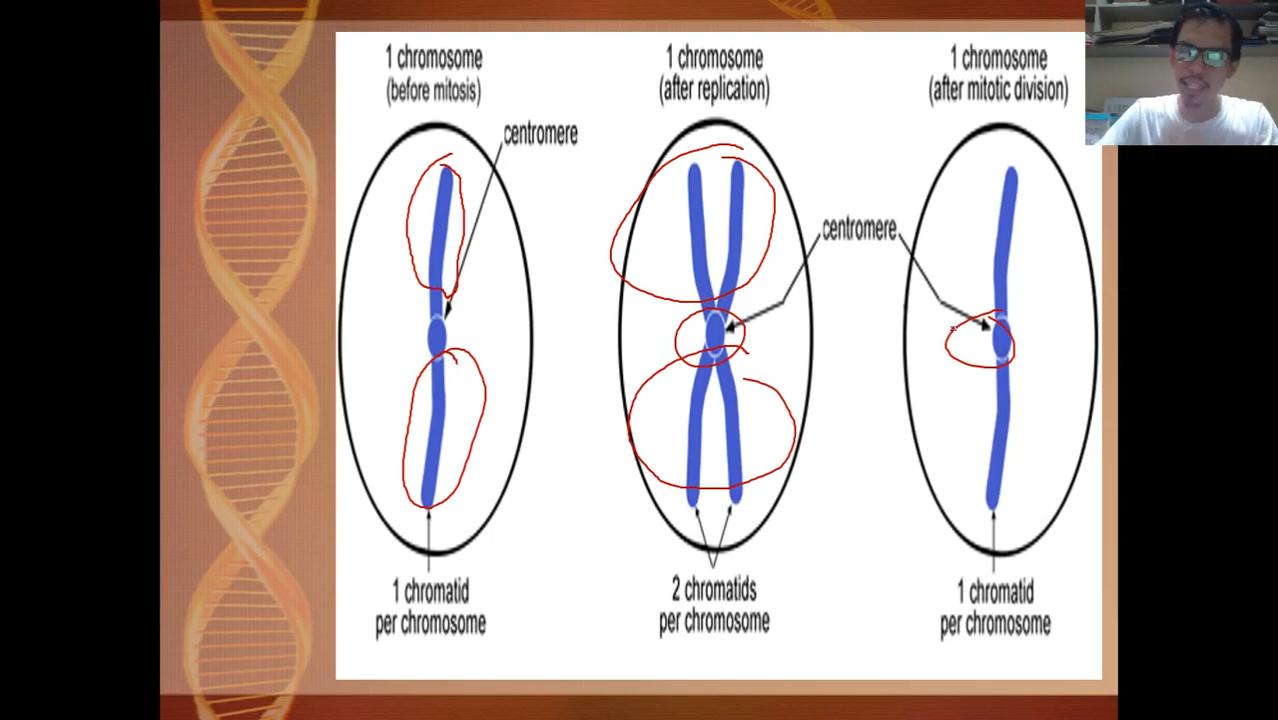 1 chromosome
(before mitosis)
1 chromosome
(after replication)
1 chromosome
(after mitotic division)
centromere
centromere
1 chromatid
per chromosome
2 chromatids
per chromosome
1 chromatid
per chromosome